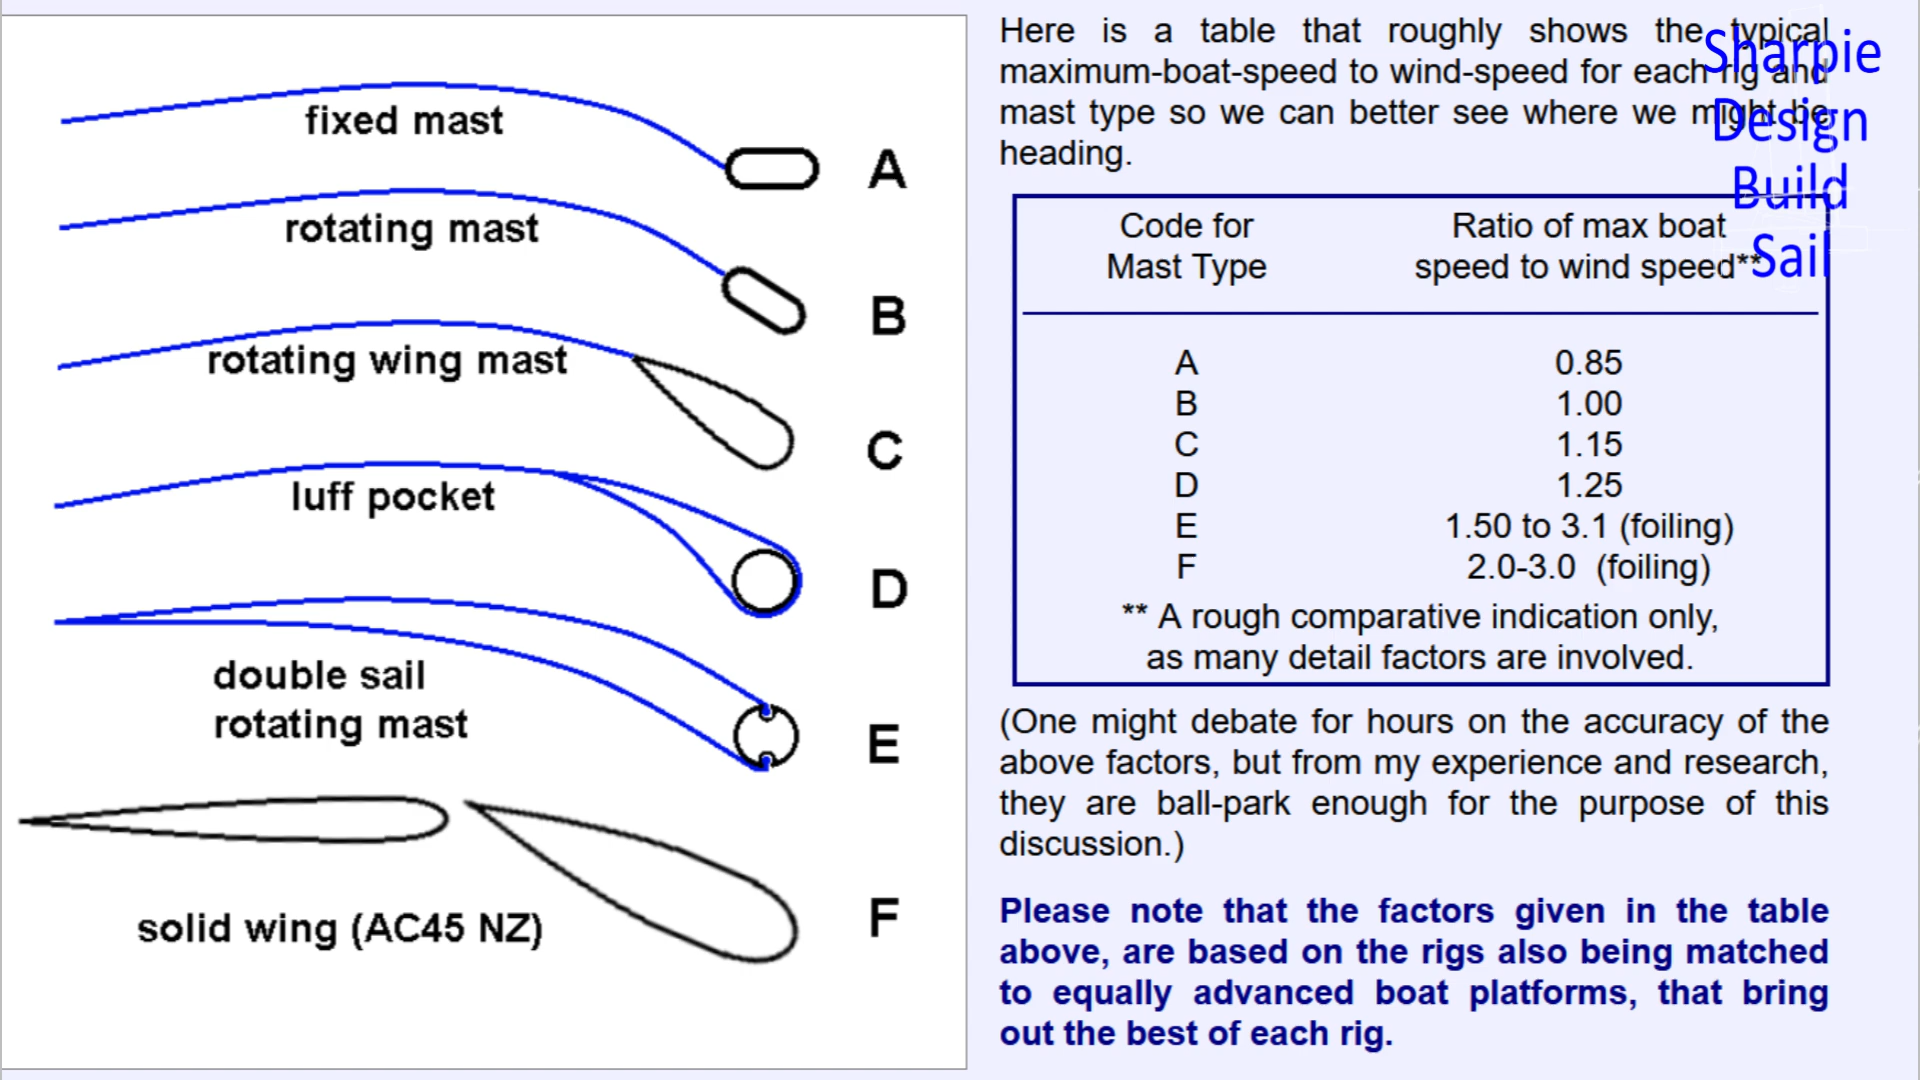 fixed mast
A
rotating mast
B
rotating wing mast
C
luff pocket
D
double sail
rotating mast
E
solid wing (AC45 NZ)
F
Here is a table that roughly shows the typical
maximum-boat-speed to wind-speed for each rig and
mast type so we can better see where we might be
heading.
Code for
Mast Type
Ratio of max boat
speed to wind speed**
A 0.85
B 1.00
C 1.15
D 1.25
E 1.50 to 3.1 (foiling)
F 2.0-3.0 (foiling)
** A rough comparative indication only,
as many detail factors are involved.
(One might debate for hours on the accuracy of the
above factors, but from my experience and research,
they are ball-park enough for the purpose of this
discussion.)
Please note that the factors given in the table
above, are based on the rigs also being matched
to equally advanced boat platforms, that bring
out the best of each rig.
Sharpie
Design
Build
Sail